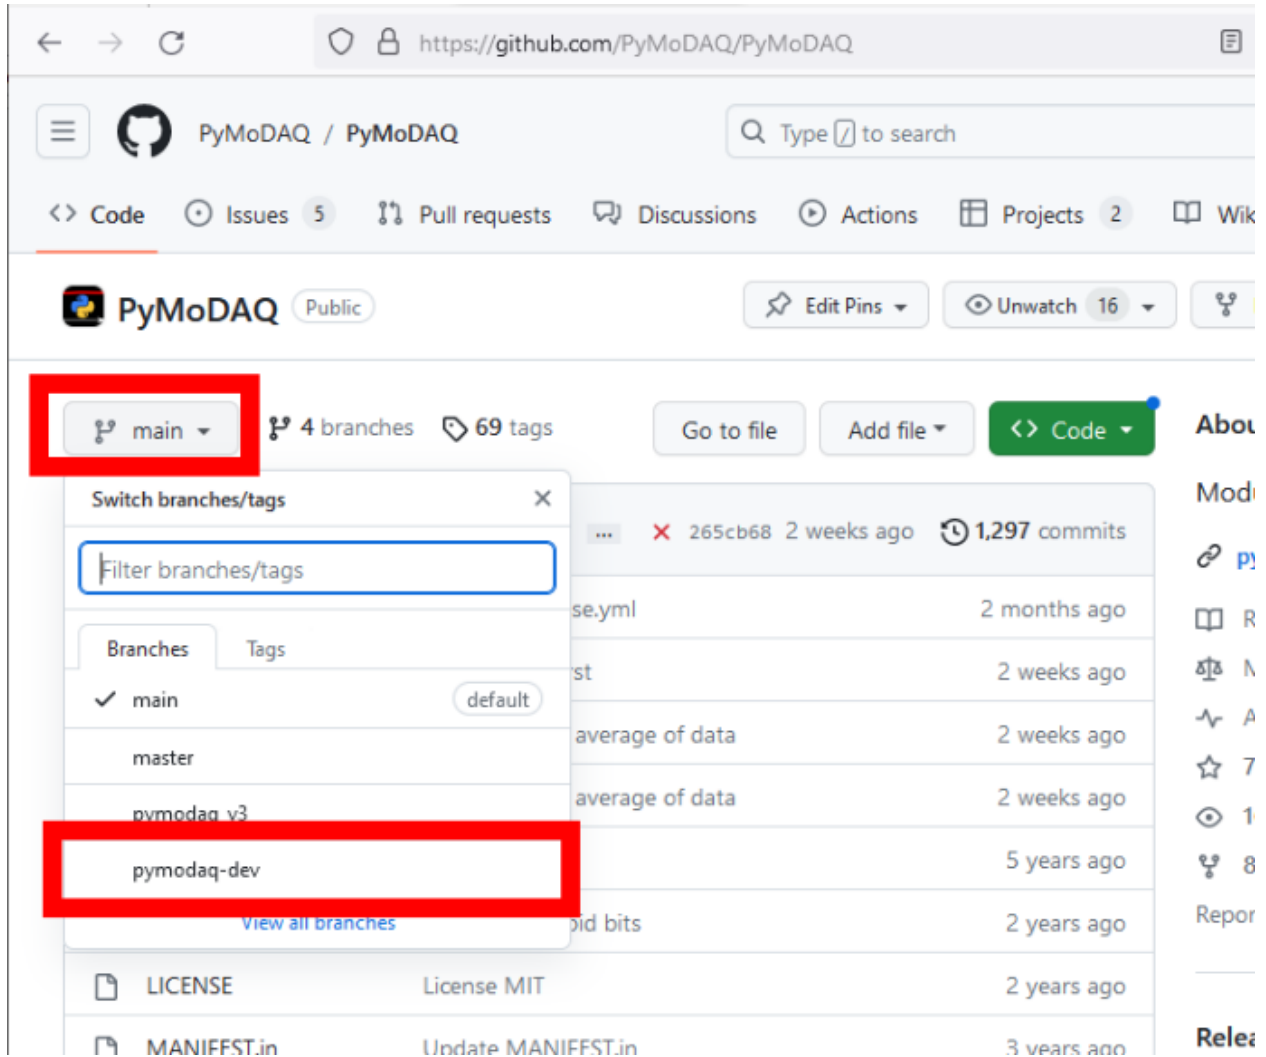 https://github.com/PyMoDAQ/PyMoDAQ
PyMoDAQ / PyMoDAQ
Type / to search
Code Issues 5 Pull requests Discussions Actions Projects 2
PyMoDAQ Public Edit Pins Unwatch 16
main 4 branches 69 tags Go to file Add file Code
Switch branches/tags
... 265cb68 2 weeks ago 1,297 commits
Filter branches/tags
se.yml 2 months ago
Branches Tags
rst 2 weeks ago
main default
average of data 2 weeks ago
master
average of data 2 weeks ago
pymodaq_v3
pymodaq-dev 5 years ago
View all branches bits 2 years ago
LICENSE License MIT 2 years ago
MANIFEST.in Update MANIFEST.in 3 years ago